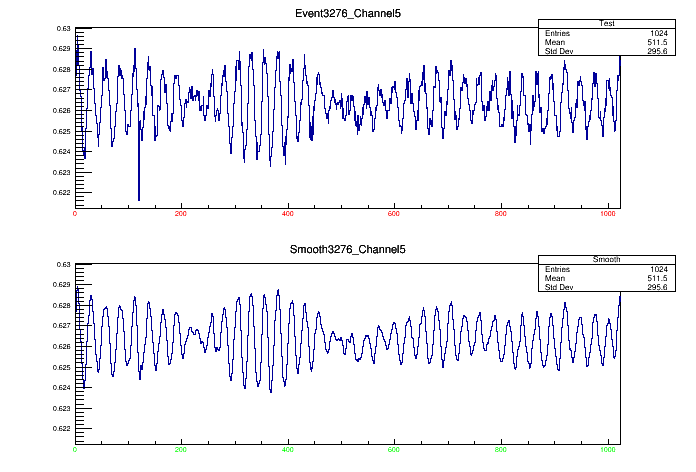 Event3276_Channel5
Test
Entries 1024
Mean 511.5
Std Dev 295.6
0.63
0.629
0.628
0.627
0.626
0.625
0.624
0.623
0.622
0 200 400 600 800 1000
Smooth3276_Channel5
Smooth
Entries 1024
Mean 511.5
Std Dev 295.6
0.63
0.629
0.628
0.627
0.626
0.625
0.624
0.623
0.622
0 200 400 600 800 1000